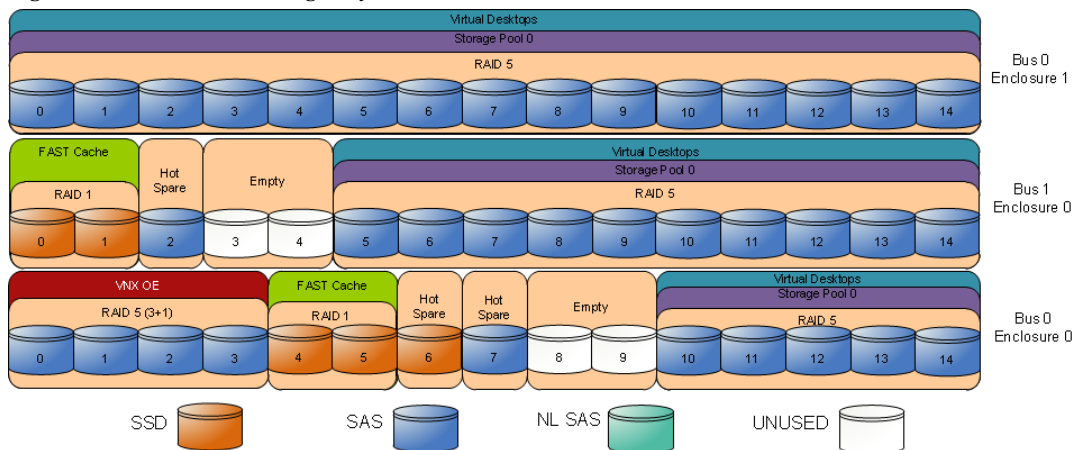 Virtual Desktops
Storage Pool 0
RAID 5
0 1 2 3 4 5 6 7 8 9 10 11 12 13 14
Bus 0
Enclosure 1
FAST Cache
RAID 1
Hot
Spare
Empty
Virtual Desktops
Storage Pool 0
RAID 5
0 1 2 3 4 5 6 7 8 9 10 11 12 13 14
Bus 1
Enclosure 0
VNX OE
RAID 5 (3+1)
FAST Cache
RAID 1
Hot
Spare
Hot
Spare
Empty
Virtual Desktops
Storage Pool 0
RAID 5
0 1 2 3 4 5 6 7 8 9 10 11 12 13 14
Bus 0
Enclosure 0
SSD SAS NL SAS UNUSED